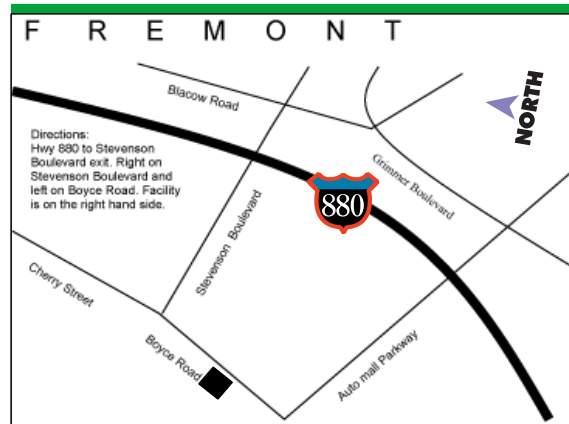 FREMONT
Blacow Road
NORTH
Directions:
Hwy 880 to Stevenson
Boulevard exit. Right on
Stevenson Boulevard and
left on Boyce Road. Facility
is on the right hand side.
Grimmer Boulevard
880
Stevenson Boulevard
Cherry Street
Boyce Road
Auto mall Parkway